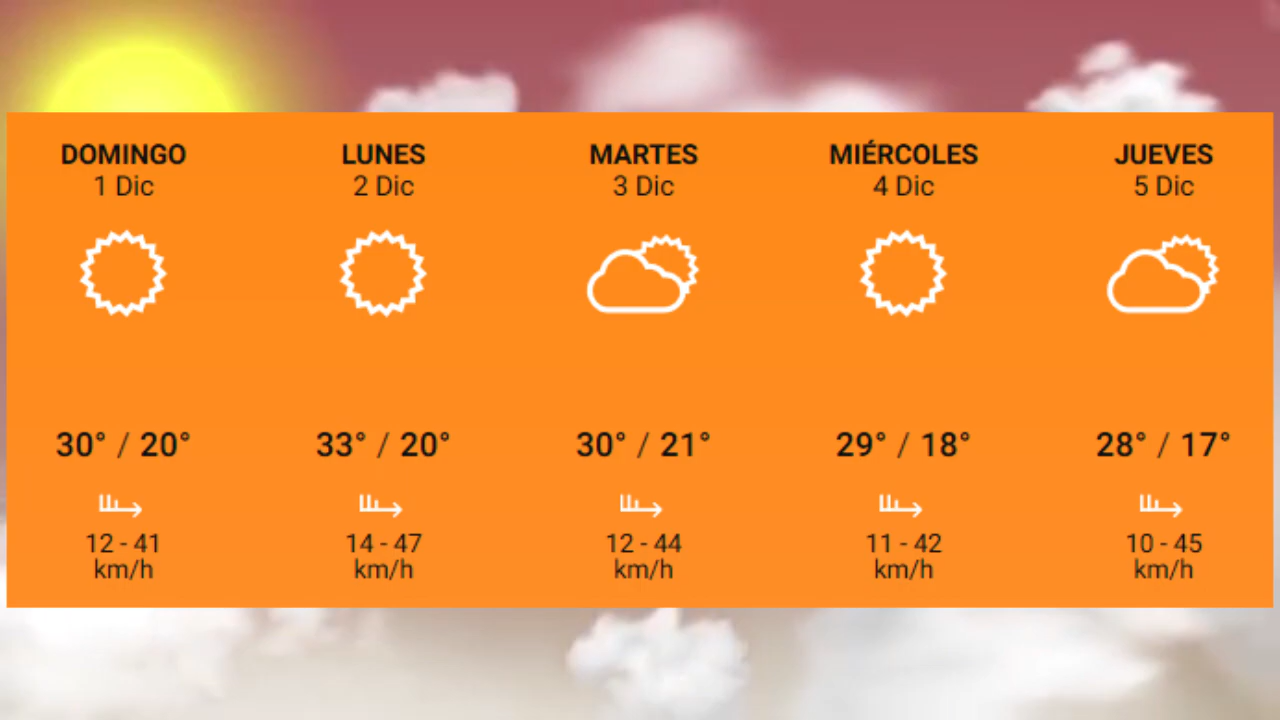 DOMINGO
1 Dic
30° / 20°
12 - 41
km/h
LUNES
2 Dic
33° / 20°
14 - 47
km/h
MARTES
3 Dic
30° / 21°
12 - 44
km/h
MIÉRCOLES
4 Dic
29° / 18°
11 - 42
km/h
JUEVES
5 Dic
28° / 17°
10 - 45
km/h